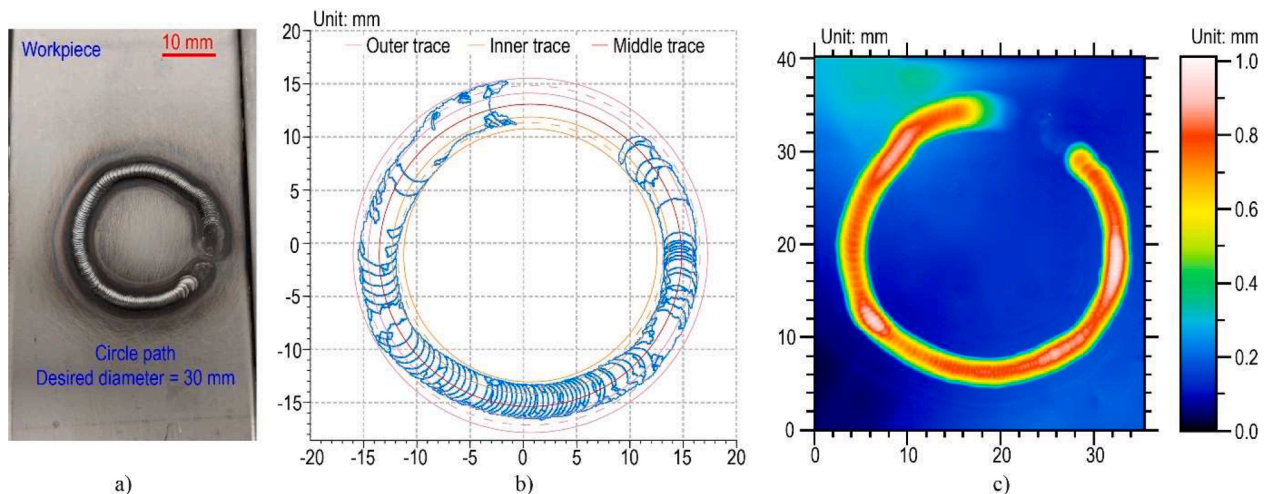 Workpiece
10 mm
Circle path
Desired diameter = 30 mm
a)
Unit: mm
Outer trace
Inner trace
Middle trace
20
15
10
5
0
-5
-10
-15
-20
-15
-10
-5
0
5
10
15
20
b)
Unit: mm
40
30
20
10
0
0
10
20
30
c)
Unit: mm
1.0
0.8
0.6
0.4
0.2
0.0